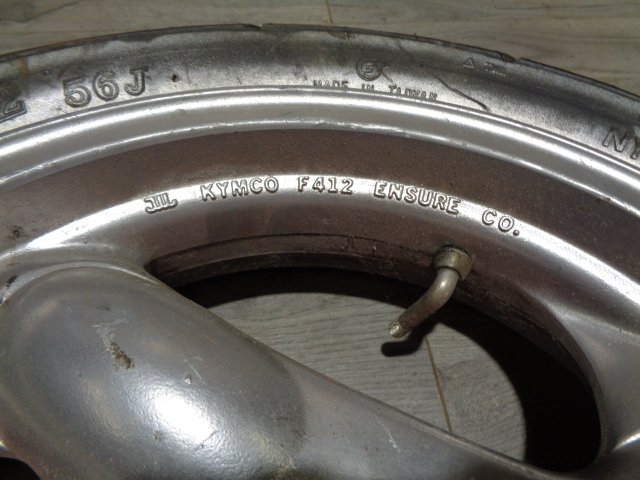 56J
MADE IN TAIWAN
KYMCO F412 ENSURE CO.